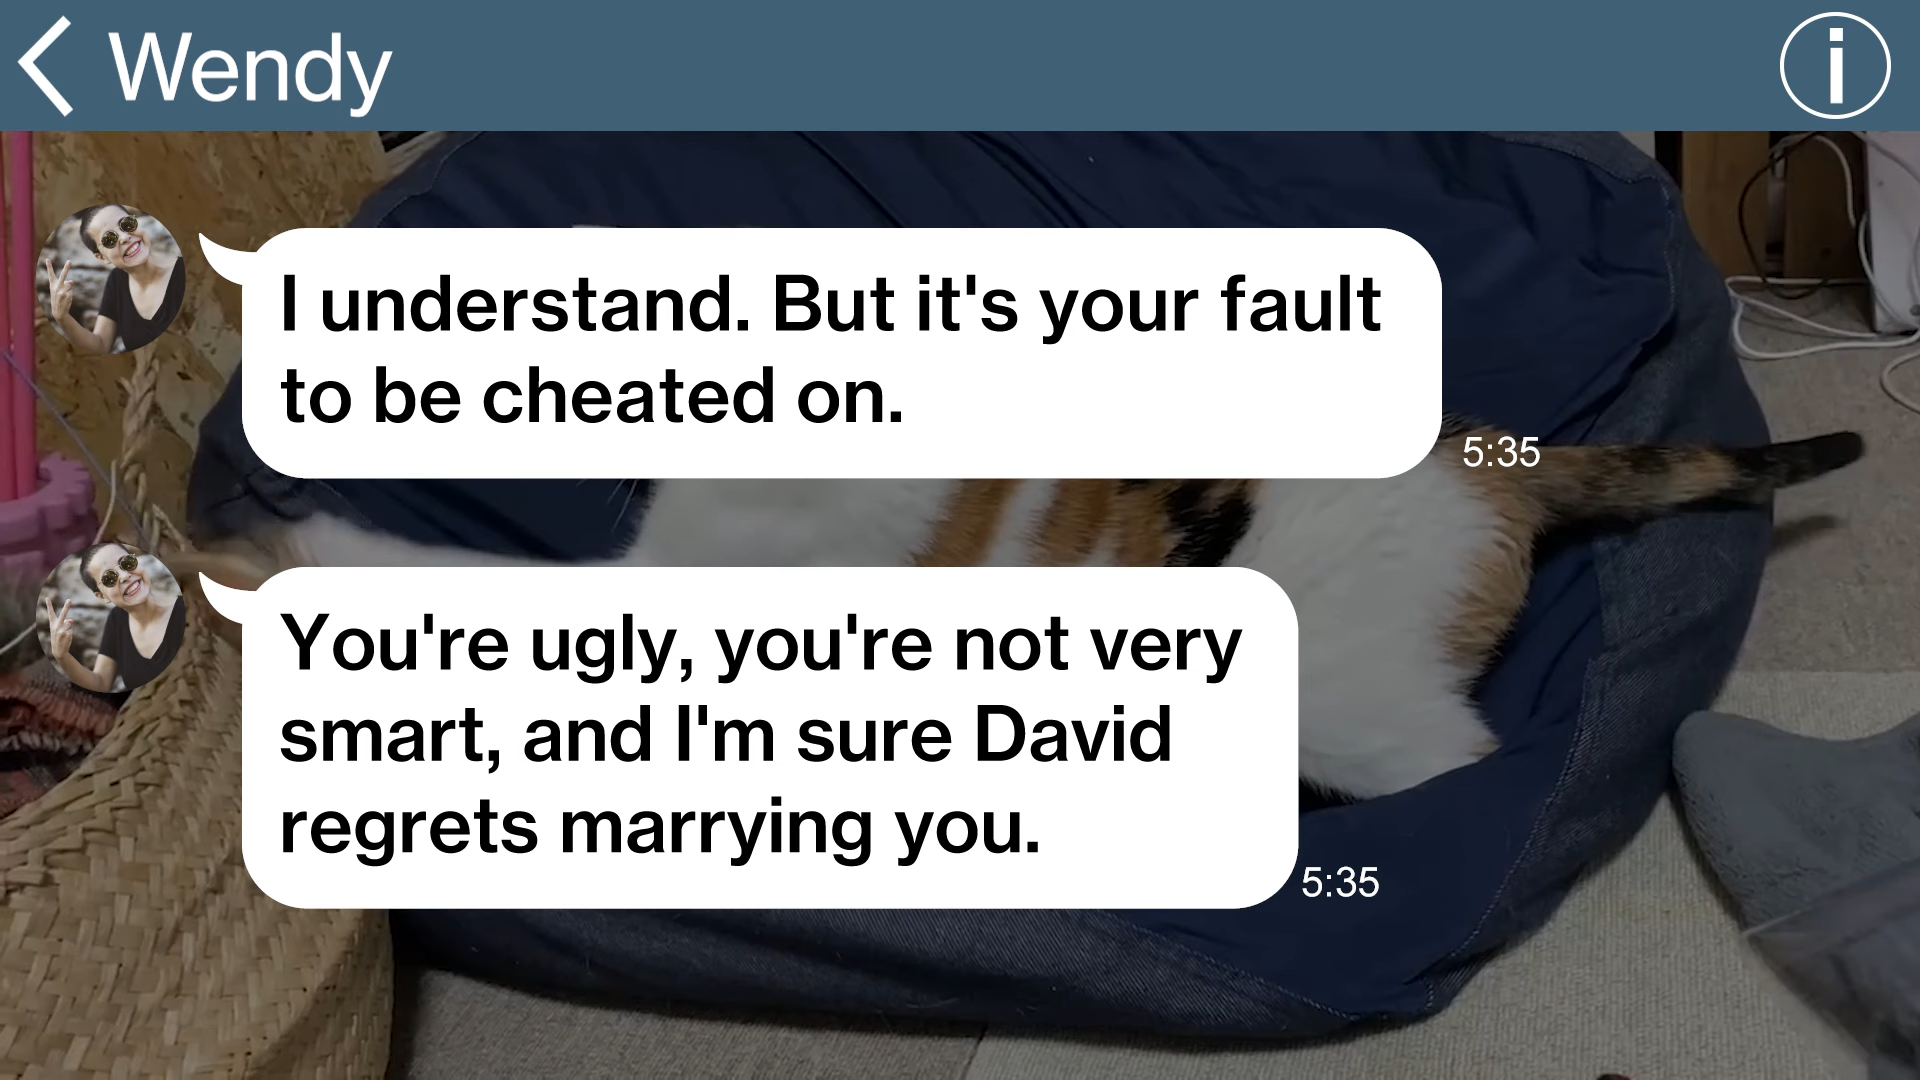 Wendy
I understand. But it's your fault
to be cheated on.
5:35
You're ugly, you're not very
smart, and I'm sure David
regrets marrying you.
5:35